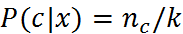 P(c|x) = n_c/k